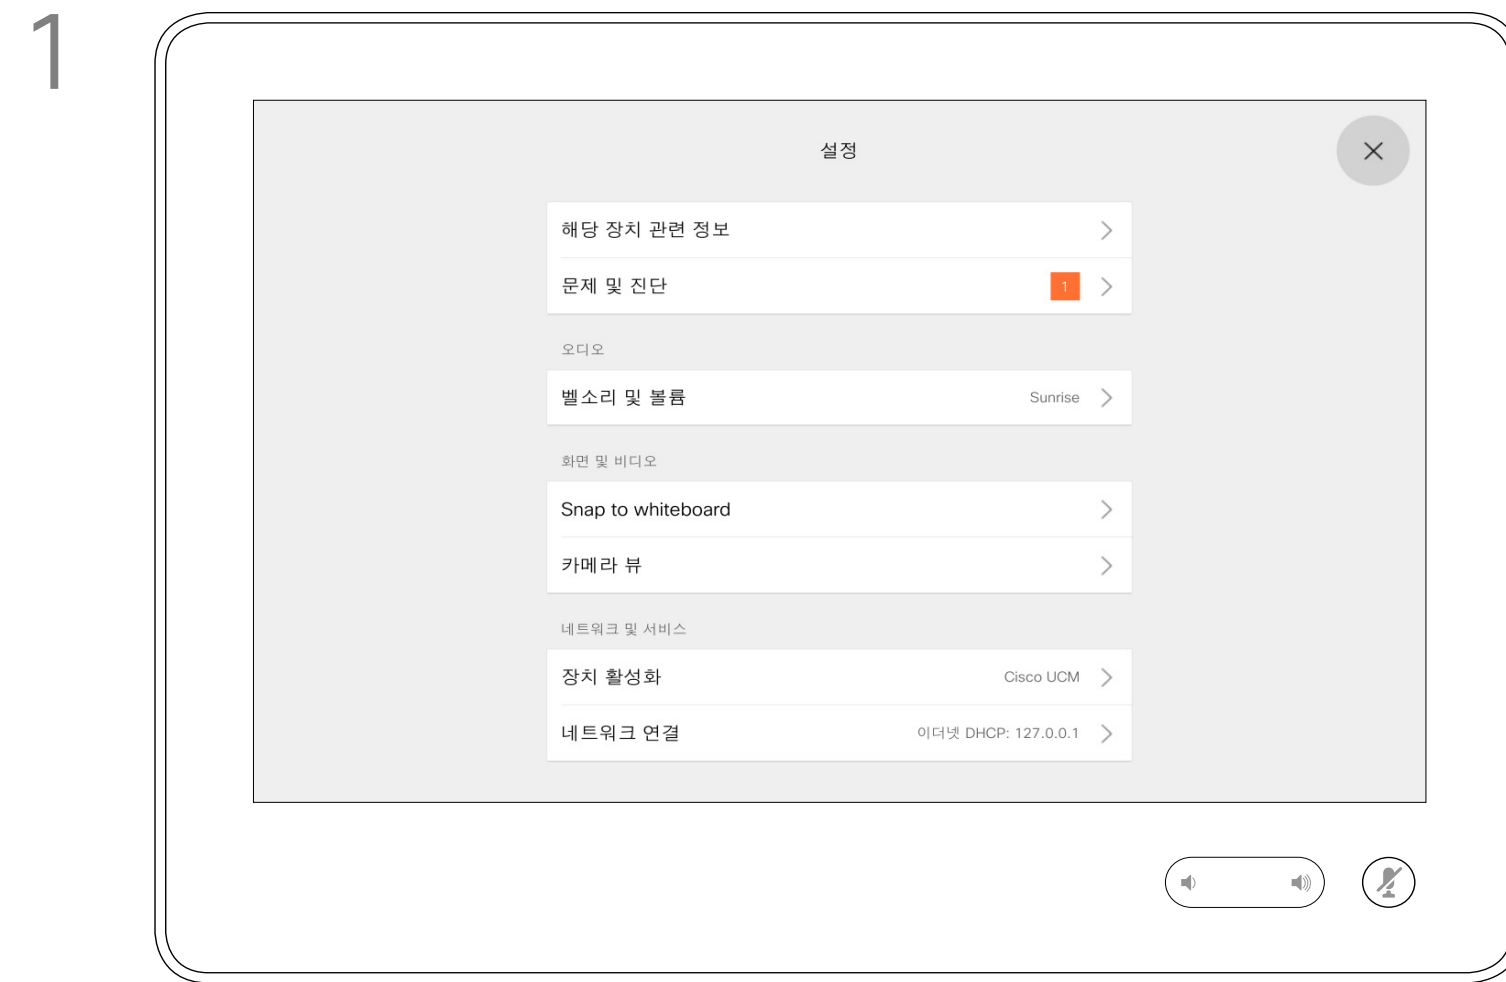 1
설정
해당 장치 관련 정보
문제 및 진단 1
오디오
벨소리 및 볼륨 Sunrise
화면 및 비디오
Snap to whiteboard
카메라 뷰
네트워크 및 서비스
장치 활성화 Cisco UCM
네트워크 연결 이더넷 DHCP: 127.0.0.1